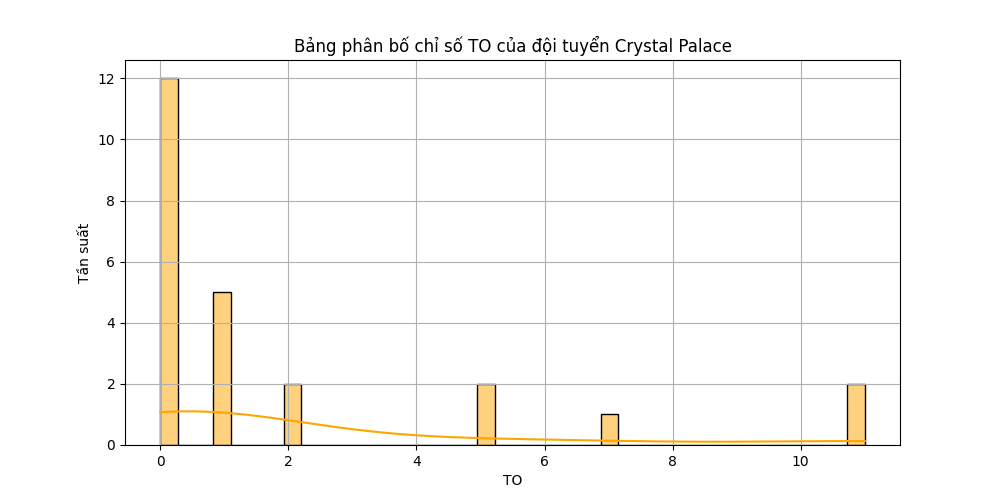 Bảng phân bố chỉ số TO của đội tuyển Crystal Palace
12
10
8
6
4
2
0
Tần suất
0 2 4 6 8 10
TO